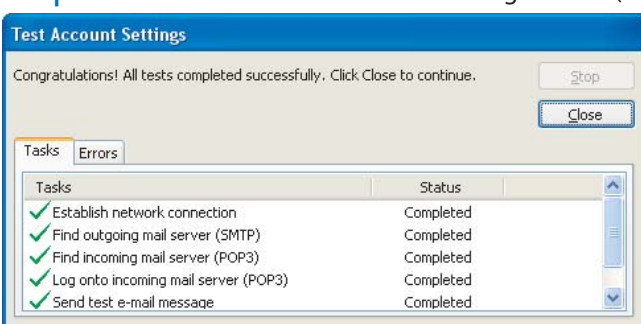 Test Account Settings
Congratulations! All tests completed successfully. Click Close to continue.
Stop
Close
Tasks Errors
Tasks Status
Establish network connection Completed
Find outgoing mail server (SMTP) Completed
Find incoming mail server (POP3) Completed
Log onto incoming mail server (POP3) Completed
Send test e-mail message Completed